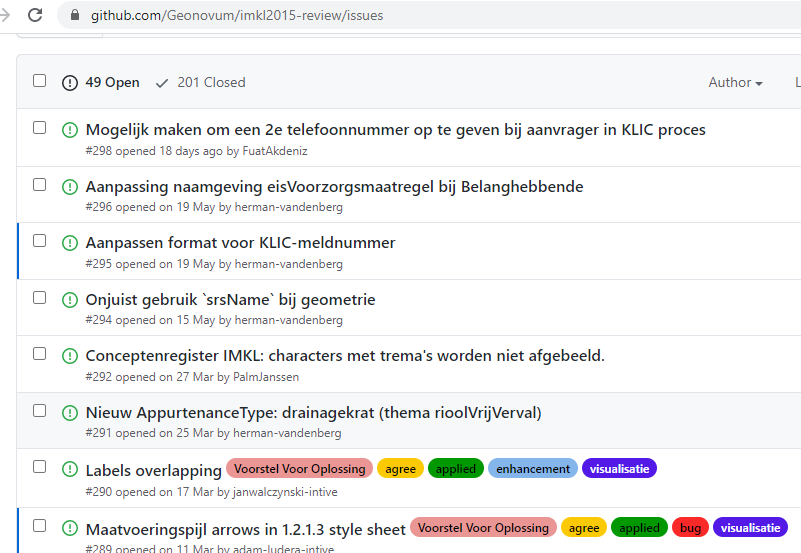 github.com/Geonovum/imkl2015-review/issues
49 Open 201 Closed Author
Mogelijk maken om een 2e telefoonnummer op te geven bij aanvrager in KLIC proces
#298 opened 18 days ago by FuatAkdeniz
Aanpassing naamgeving eisVoorzorgsmaatregel bij Belanghebbende
#296 opened on 19 May by herman-vandenberg
Aanpassen format voor KLIC-meldnummer
#295 opened on 19 May by herman-vandenberg
Onjuist gebruik `srsName` bij geometrie
#294 opened on 15 May by herman-vandenberg
Conceptenregister IMKL: characters met trema's worden niet afgebeeld.
#292 opened on 27 Mar by PalmJanssen
Nieuw AppurtenanceType: drainagekrat (thema rioolVrijVerval)
#291 opened on 25 Mar by herman-vandenberg
Labels overlapping Voorstel Voor Oplossing agree applied enhancement visualisatie
#290 opened on 17 Mar by janwalczynski-intive
Maatvoeringspijl arrows in 1.2.1.3 style sheet Voorstel Voor Oplossing agree applied bug visualisatie
#289 opened on 11 Mar by adam-ludera-intive